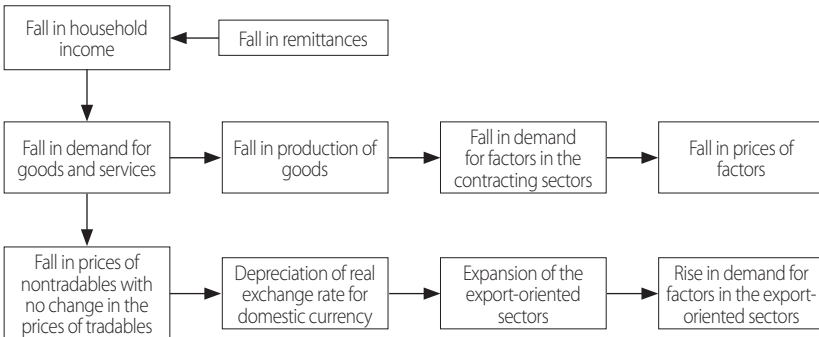 Fall in household
income
Fall in remittances
Fall in demand for
goods and services
Fall in production of
goods
Fall in demand
for factors in the
contracting sectors
Fall in prices of
factors
Fall in prices of
nontradables with
no change in the
prices of tradables
Depreciation of real
exchange rate for
domestic currency
Expansion of the
export-oriented
sectors
Rise in demand for
factors in the export-
oriented sectors